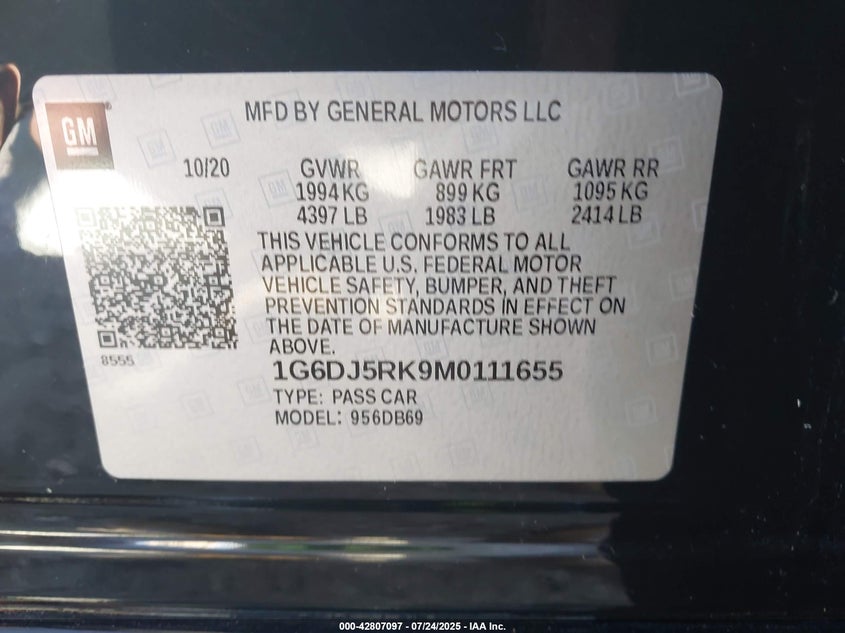 GM®
MFD BY GENERAL MOTORS LLC
10/20 GVWR GAWR FRT GAWR RR
1994 KG 899 KG 1095 KG
4397 LB 1983 LB 2414 LB
THIS VEHICLE CONFORMS TO ALL
APPLICABLE U.S. FEDERAL MOTOR
VEHICLE SAFETY, BUMPER, AND THEFT
PREVENTION STANDARDS IN EFFECT ON
THE DATE OF MANUFACTURE SHOWN
ABOVE.
8555
1G6DJ5RK9M0111655
TYPE: PASS CAR
MODEL: 956DB69
000-42807097 - 07/24/2025 - IAA Inc.